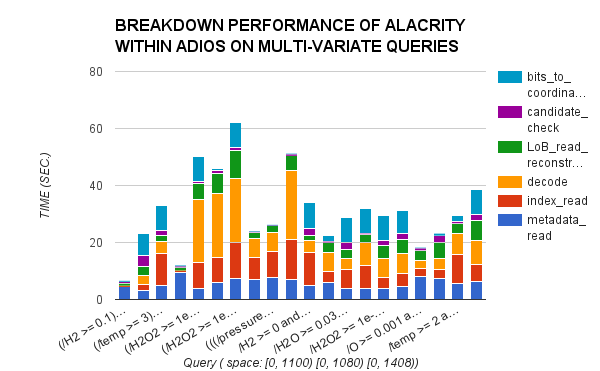 BREAKDOWN PERFORMANCE OF ALACRITY
WITHIN ADIOS ON MULTI-VARIATE QUERIES
80
60
40
20
0
TIME (SEC.)
bits_to_
coordina…
candidate_
check
LoB_read_
reconstr…
decode
index_read
metadata_
read
(/H2 >= 0.1)…
(/temp >= 3)…
(/H2O2 >= 1e…
(/H2O2 >= 1e…
(((/pressure…
/H2 >= 0 and…
/H2O >= 0.03…
/H2O2 >= 1e-…
/O >= 0.001 a…
/temp >= 2 a…
Query ( space: [0, 1100) [0, 1080) [0, 1408))